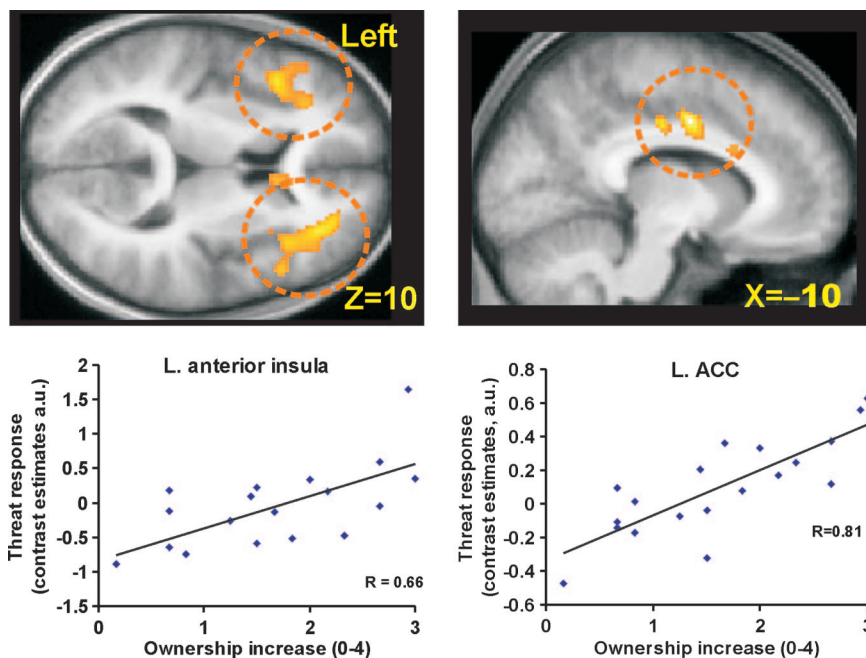 Left
Z=10
X=–10
L. anterior insula
Threat response
(contrast estimates a.u.)
2
1.5
1
0.5
0
-0.5
-1
-1.5
R = 0.66
0 1 2 3
Ownership increase (0-4)
L. ACC
Threat response
(contrast estimates, a.u.)
0.8
0.6
0.4
0.2
0
-0.2
-0.4
-0.6
R=0.81
0 1 2 3
Ownership increase (0-4)